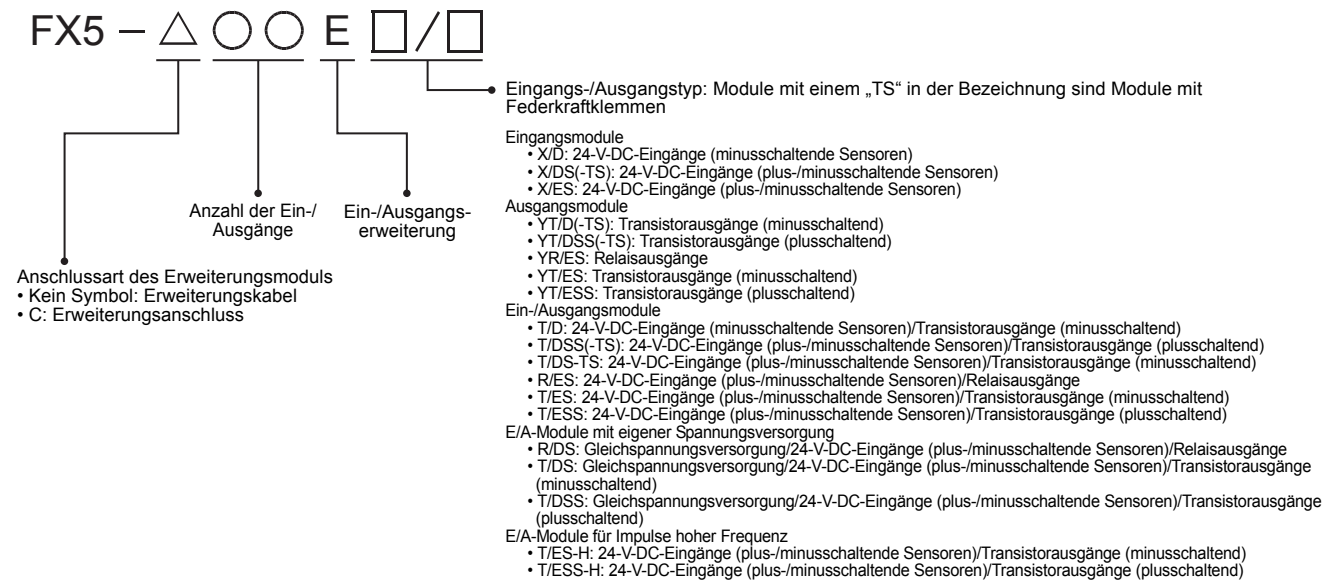 FX5 – △ ○ ○ E □/□
Eingangs-/Ausgangstyp: Module mit einem „TS“ in der Bezeichnung sind Module mit
Federkraftklemmen
Eingangsmodule
• X/D: 24-V-DC-Eingänge (minusschaltende Sensoren)
• X/DS(-TS): 24-V-DC-Eingänge (plus-/minusschaltende Sensoren)
• X/ES: 24-V-DC-Eingänge (plus-/minusschaltende Sensoren)
Ausgangsmodule
• YT/D(-TS): Transistorausgänge (minusschaltend)
• YT/DSS(-TS): Transistorausgänge (plusschaltend)
• YR/ES: Relaisausgänge
• YT/ES: Transistorausgänge (minusschaltend)
• YT/ESS: Transistorausgänge (plusschaltend)
Ein-/Ausgangsmodule
• T/D: 24-V-DC-Eingänge (minusschaltende Sensoren)/Transistorausgänge (minusschaltend)
• T/DSS(-TS): 24-V-DC-Eingänge (plus-/minusschaltende Sensoren)/Transistorausgänge (plusschaltend)
• T/DS-TS: 24-V-DC-Eingänge (plus-/minusschaltende Sensoren)/Transistorausgänge (minusschaltend)
• R/ES: 24-V-DC-Eingänge (plus-/minusschaltende Sensoren)/Relaisausgänge
• T/ES: 24-V-DC-Eingänge (plus-/minusschaltende Sensoren)/Transistorausgänge (minusschaltend)
• T/ESS: 24-V-DC-Eingänge (plus-/minusschaltende Sensoren)/Transistorausgänge (plusschaltend)
E/A-Module mit eigener Spannungsversorgung
• R/DS: Gleichspannungsversorgung/24-V-DC-Eingänge (plus-/minusschaltende Sensoren)/Relaisausgänge
• T/DS: Gleichspannungsversorgung/24-V-DC-Eingänge (plus-/minusschaltende Sensoren)/Transistorausgänge
(minusschaltend)
• T/DSS: Gleichspannungsversorgung/24-V-DC-Eingänge (plus-/minusschaltende Sensoren)/Transistorausgänge
(plusschaltend)
E/A-Module für Impulse hoher Frequenz
• T/ES-H: 24-V-DC-Eingänge (plus-/minusschaltende Sensoren)/Transistorausgänge (minusschaltend)
• T/ESS-H: 24-V-DC-Eingänge (plus-/minusschaltende Sensoren)/Transistorausgänge (plusschaltend)
Ein-/Ausgangs-
erweiterung
Anzahl der Ein-/
Ausgänge
Anschlussart des Erweiterungsmoduls
• Kein Symbol: Erweiterungskabel
• C: Erweiterungsanschluss